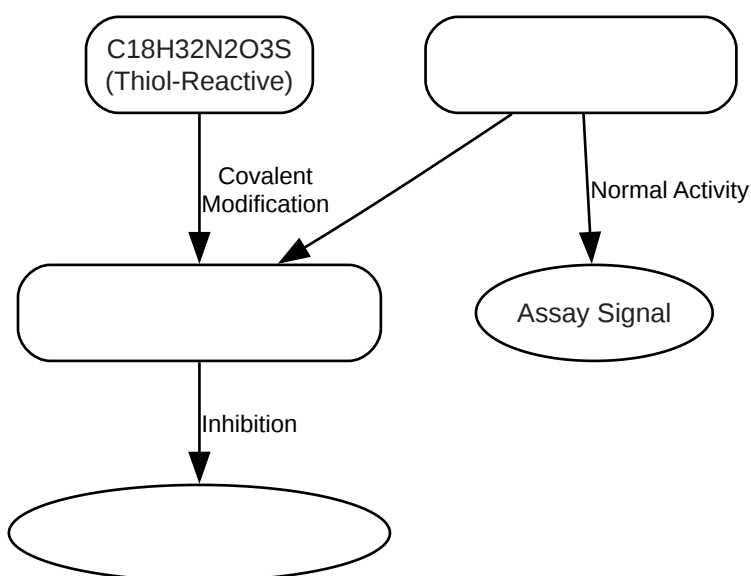 C18H32N2O3S
(Thiol-Reactive)
Covalent
Modification
Normal Activity
Assay Signal
Inhibition